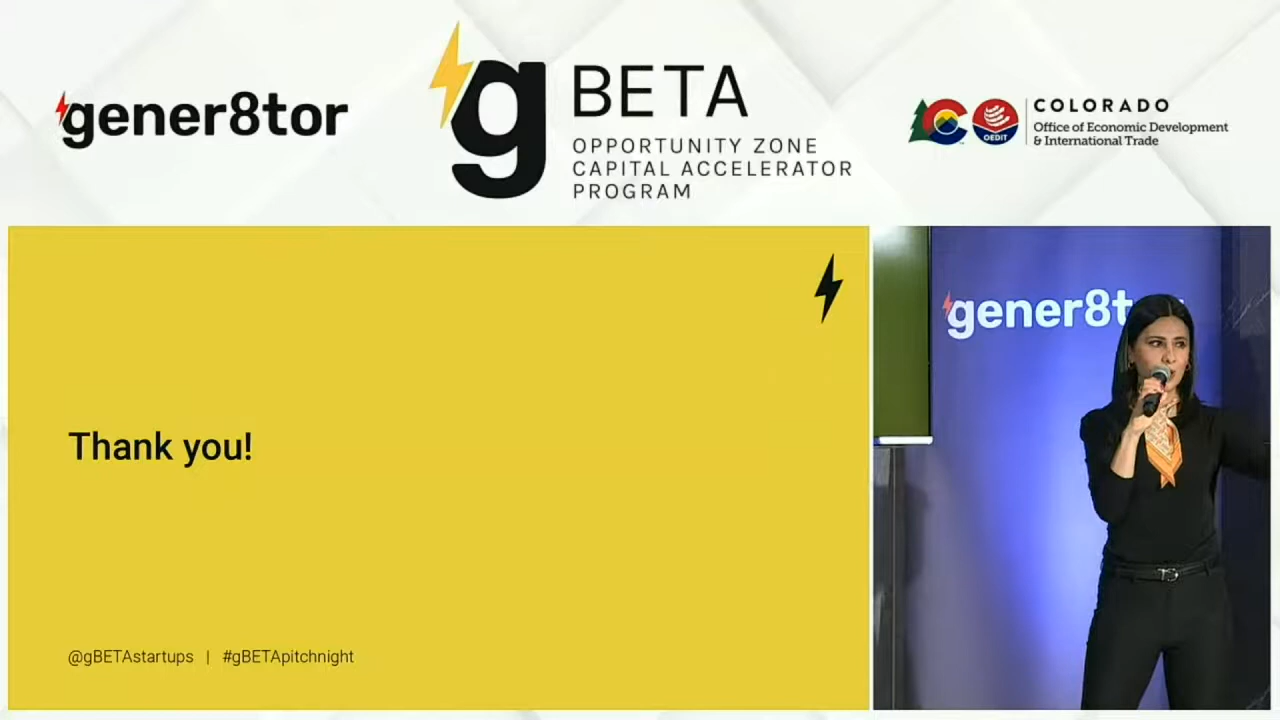 gener8tor
g BETA
OPPORTUNITY ZONE
CAPITAL ACCELERATOR
PROGRAM
COLORADO
Office of Economic Development
& International Trade
CO
OEDIT
Thank you!
@gBETAstartups | #gBETApitchnight
gener8t